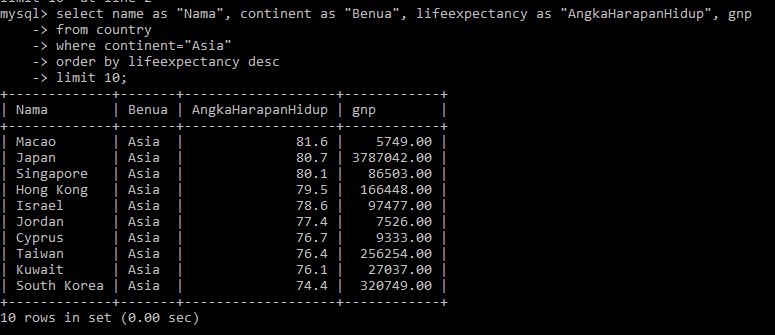 limit 10" at line 2
mysql> select name as "Nama", continent as "Benua", lifeexpectancy as "AngkaHarapanHidup", gnp
    -> from country
    -> where continent="Asia"
    -> order by lifeexpectancy desc
    -> limit 10;
+-------------+-------+-------------------+------------+
| Nama        | Benua | AngkaHarapanHidup | gnp        |
+-------------+-------+-------------------+------------+
| Macao       | Asia  |              81.6 |    5749.00 |
| Japan       | Asia  |              80.7 | 3787042.00 |
| Singapore   | Asia  |              80.1 |   86503.00 |
| Hong Kong   | Asia  |              79.5 |  166448.00 |
| Israel      | Asia  |              78.6 |   97477.00 |
| Jordan      | Asia  |              77.4 |    7526.00 |
| Cyprus      | Asia  |              76.7 |    9333.00 |
| Taiwan      | Asia  |              76.4 |  256254.00 |
| Kuwait      | Asia  |              76.1 |   27037.00 |
| South Korea | Asia  |              74.4 |  320749.00 |
+-------------+-------+-------------------+------------+
10 rows in set (0.00 sec)